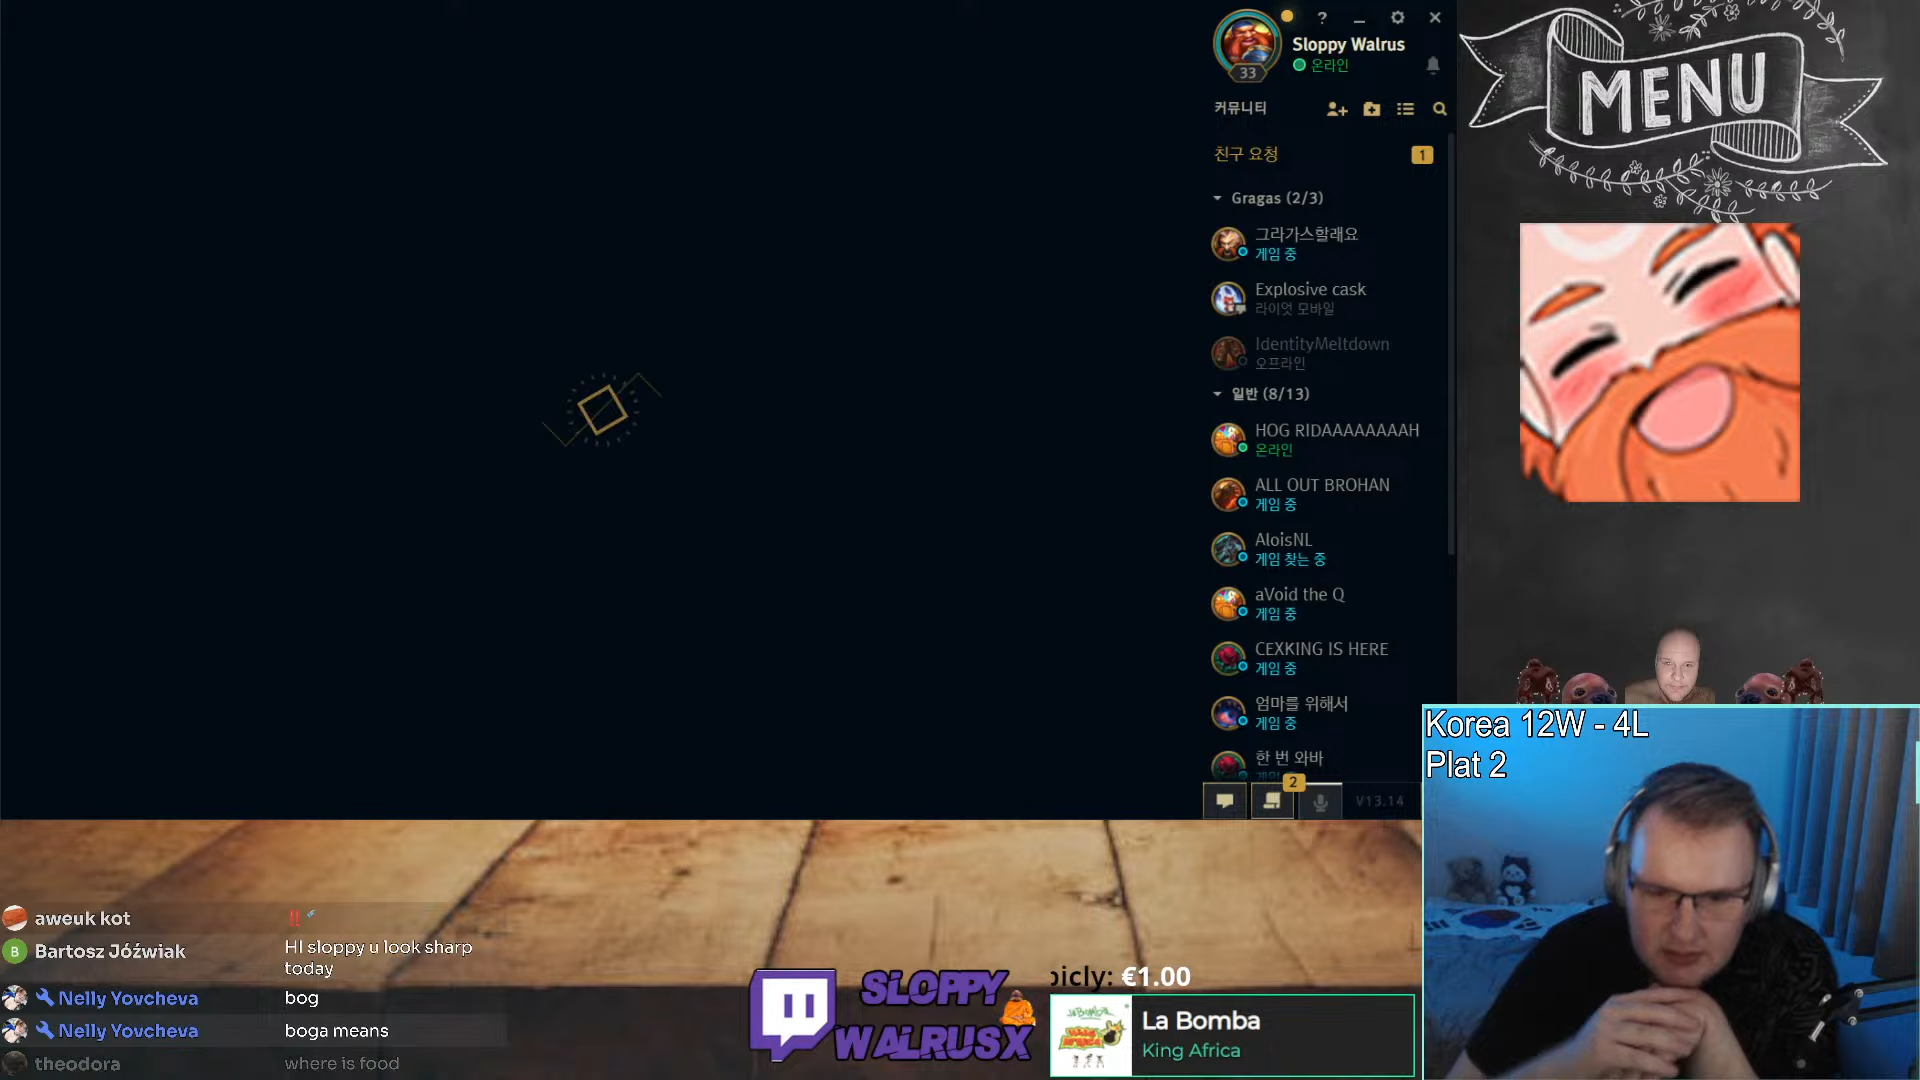 Sloppy Walrus
온라인
33
커뮤니티
친구 요청
1
Gragas (2/3)
그라가스할래요
게임 중
Explosive cask
라이엇 모바일
IdentityMeltdown
오프라인
일반 (8/13)
HOG RIDAAAAAAAAH
온라인
ALL OUT BROHAN
게임 중
AloisNL
게임 찾는 중
aVoid the Q
게임 중
CEXKING IS HERE
게임 중
엄마를 위해서
게임 중
한 번 와바
2
V13.14
MENU
Korea 12W - 4L
Plat 2
aweuk kot
Bartosz Jóźwiak HI sloppy u look sharp
today
Nelly Yovcheva bog
Nelly Yovcheva boga means
theodora where is food
SLOPPY
WALRUSX
picly: €1.00
La Bomba
King Africa